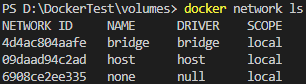 PS D:\DockerTest\volumes> docker network ls
NETWORK ID NAME DRIVER SCOPE
4d4ac804aafe bridge bridge local
09daad94c2ad host host local
6908ce2ee335 none null local